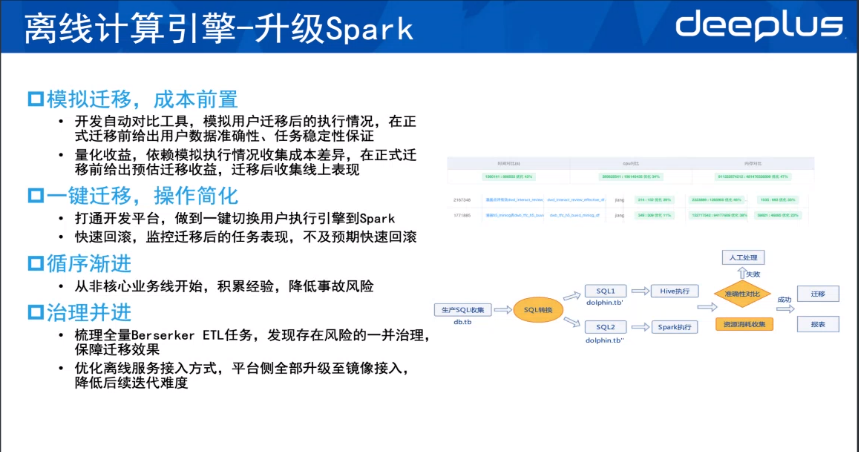 离线计算引擎-升级Spark
deeplus
模拟迁移，成本前置
• 开发自动对比工具，模拟用户迁移后的执行情况，在正
式迁移前给出用户数据准确性、任务稳定性保证
• 量化收益，依赖模拟执行情况收集成本差异，在正式迁
移前给出预估迁移收益，迁移后收集线上表现
一键迁移，操作简化
• 打通开发平台，做到一键切换用户执行引擎到Spark
• 快速回滚，监控迁移后的任务表现，不及预期快速回滚
循序渐进
• 从非核心业务线开始，积累经验，降低事故风险
治理并进
• 梳理全量Berserker ETL任务，发现存在风险的一并治理，
保障迁移效果
• 优化离线服务接入方式，平台侧全部升级至镜像接入，
降低后续迭代难度
人工处理
失败
生产SQL收集
db.tb
SQL转换
SQL1
dolphin.tb'
Hive执行
SQL2
dolphin.tb''
Spark执行
准确性对比
资源消耗收集
成功
迁移
报表